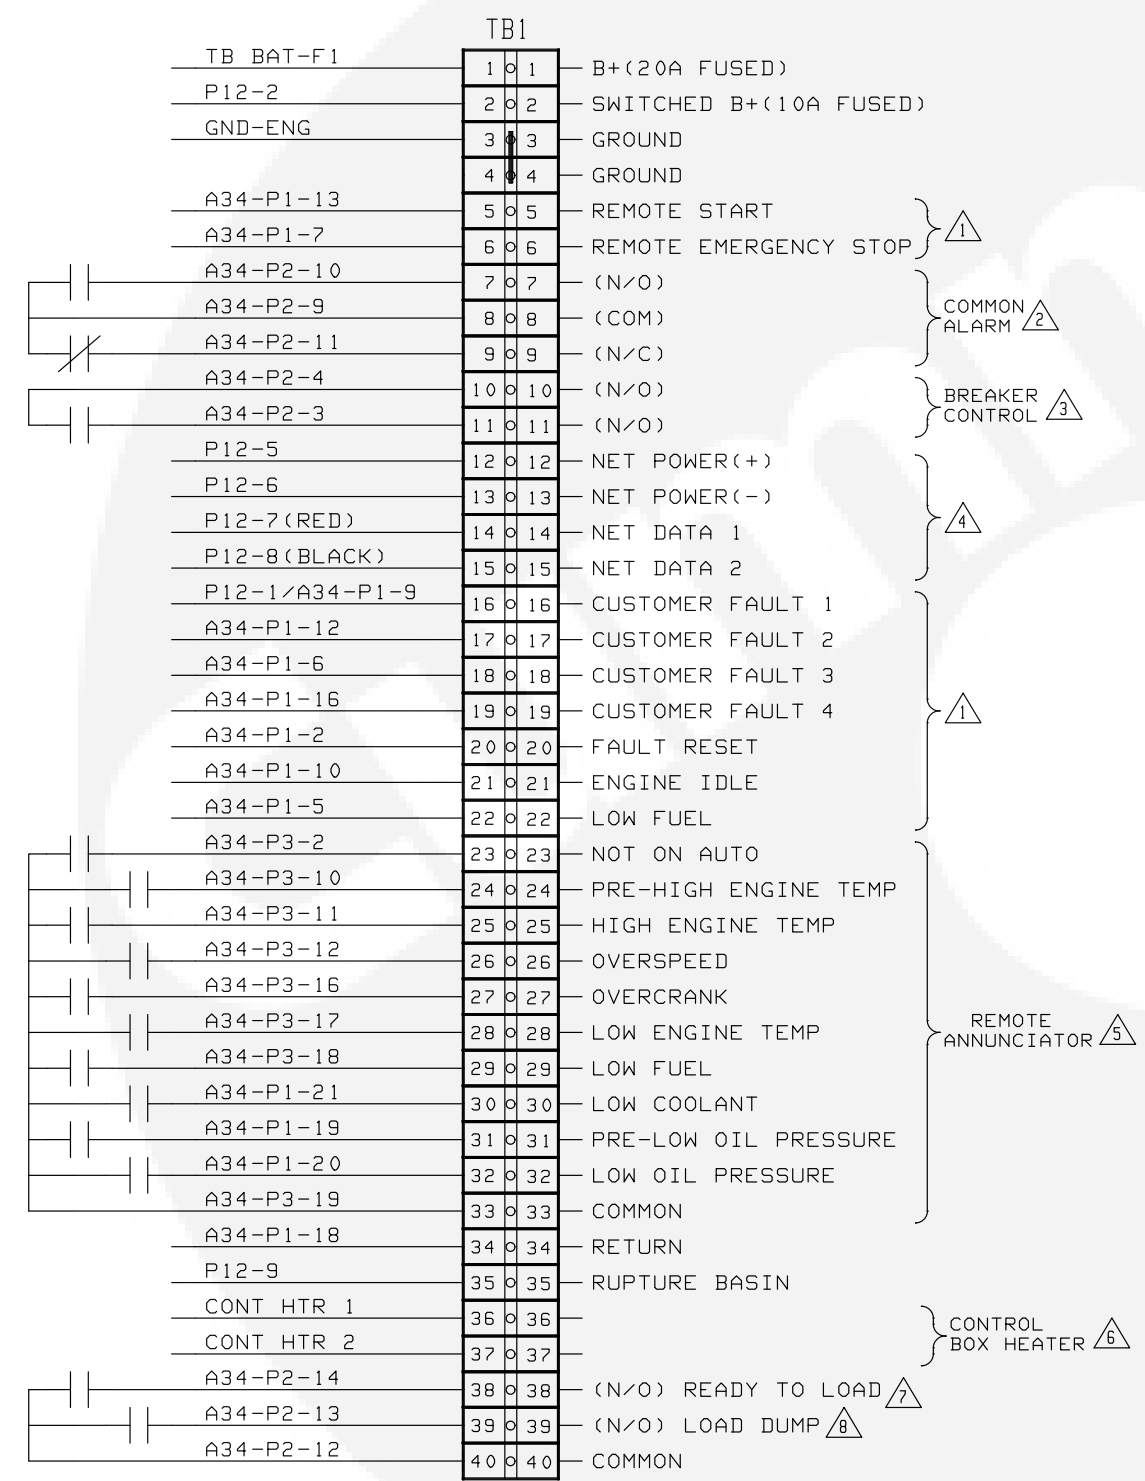 TB1
TB BAT-F1 1 1 B+(20A FUSED)
P12-2 2 2 SWITCHED B+(10A FUSED)
GND-ENG 3 3 GROUND
4 4 GROUND
A34-P1-13 5 5 REMOTE START
1
A34-P1-7 6 6 REMOTE EMERGENCY STOP
A34-P2-10 7 7 (N/O)
A34-P2-9 8 8 (COM)
COMMON
ALARM 2
A34-P2-11 9 9 (N/C)
A34-P2-4 10 10 (N/O)
BREAKER
CONTROL 3
A34-P2-3 11 11 (N/O)
P12-5 12 12 NET POWER(+)
P12-6 13 13 NET POWER(-)
4
P12-7(RED) 14 14 NET DATA 1
P12-8(BLACK) 15 15 NET DATA 2
P12-1/A34-P1-9 16 16 CUSTOMER FAULT 1
A34-P1-12 17 17 CUSTOMER FAULT 2
A34-P1-6 18 18 CUSTOMER FAULT 3
A34-P1-16 19 19 CUSTOMER FAULT 4
1
A34-P1-2 20 20 FAULT RESET
A34-P1-10 21 21 ENGINE IDLE
A34-P1-5 22 22 LOW FUEL
A34-P3-2 23 23 NOT ON AUTO
A34-P3-10 24 24 PRE-HIGH ENGINE TEMP
A34-P3-11 25 25 HIGH ENGINE TEMP
A34-P3-12 26 26 OVERSPEED
A34-P3-16 27 27 OVERCRANK
A34-P3-17 28 28 LOW ENGINE TEMP
REMOTE
ANNUNCIATOR 5
A34-P3-18 29 29 LOW FUEL
A34-P1-21 30 30 LOW COOLANT
A34-P1-19 31 31 PRE-LOW OIL PRESSURE
A34-P1-20 32 32 LOW OIL PRESSURE
A34-P3-19 33 33 COMMON
A34-P1-18 34 34 RETURN
P12-9 35 35 RUPTURE BASIN
CONT HTR 1 36 36
CONTROL
BOX HEATER 6
CONT HTR 2 37 37
A34-P2-14 38 38 (N/O) READY TO LOAD 7
A34-P2-13 39 39 (N/O) LOAD DUMP 8
A34-P2-12 40 40 COMMON